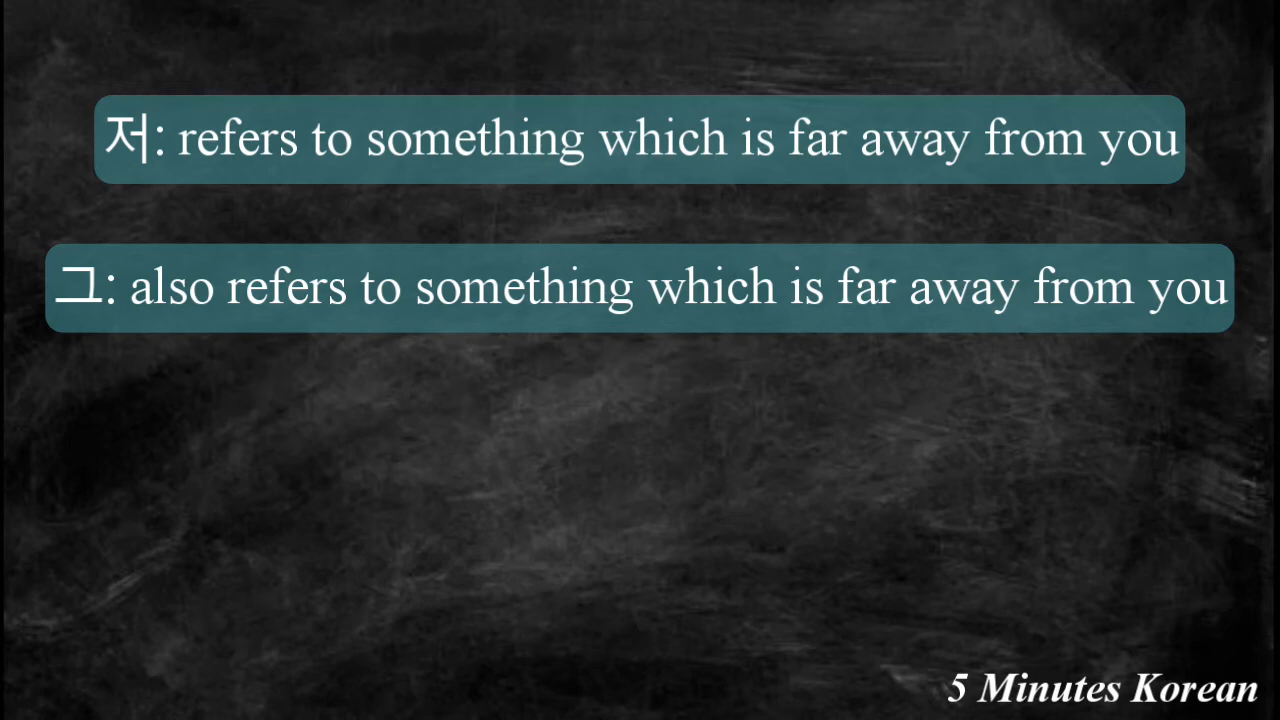 저: refers to something which is far away from you
그: also refers to something which is far away from you
5 Minutes Korean